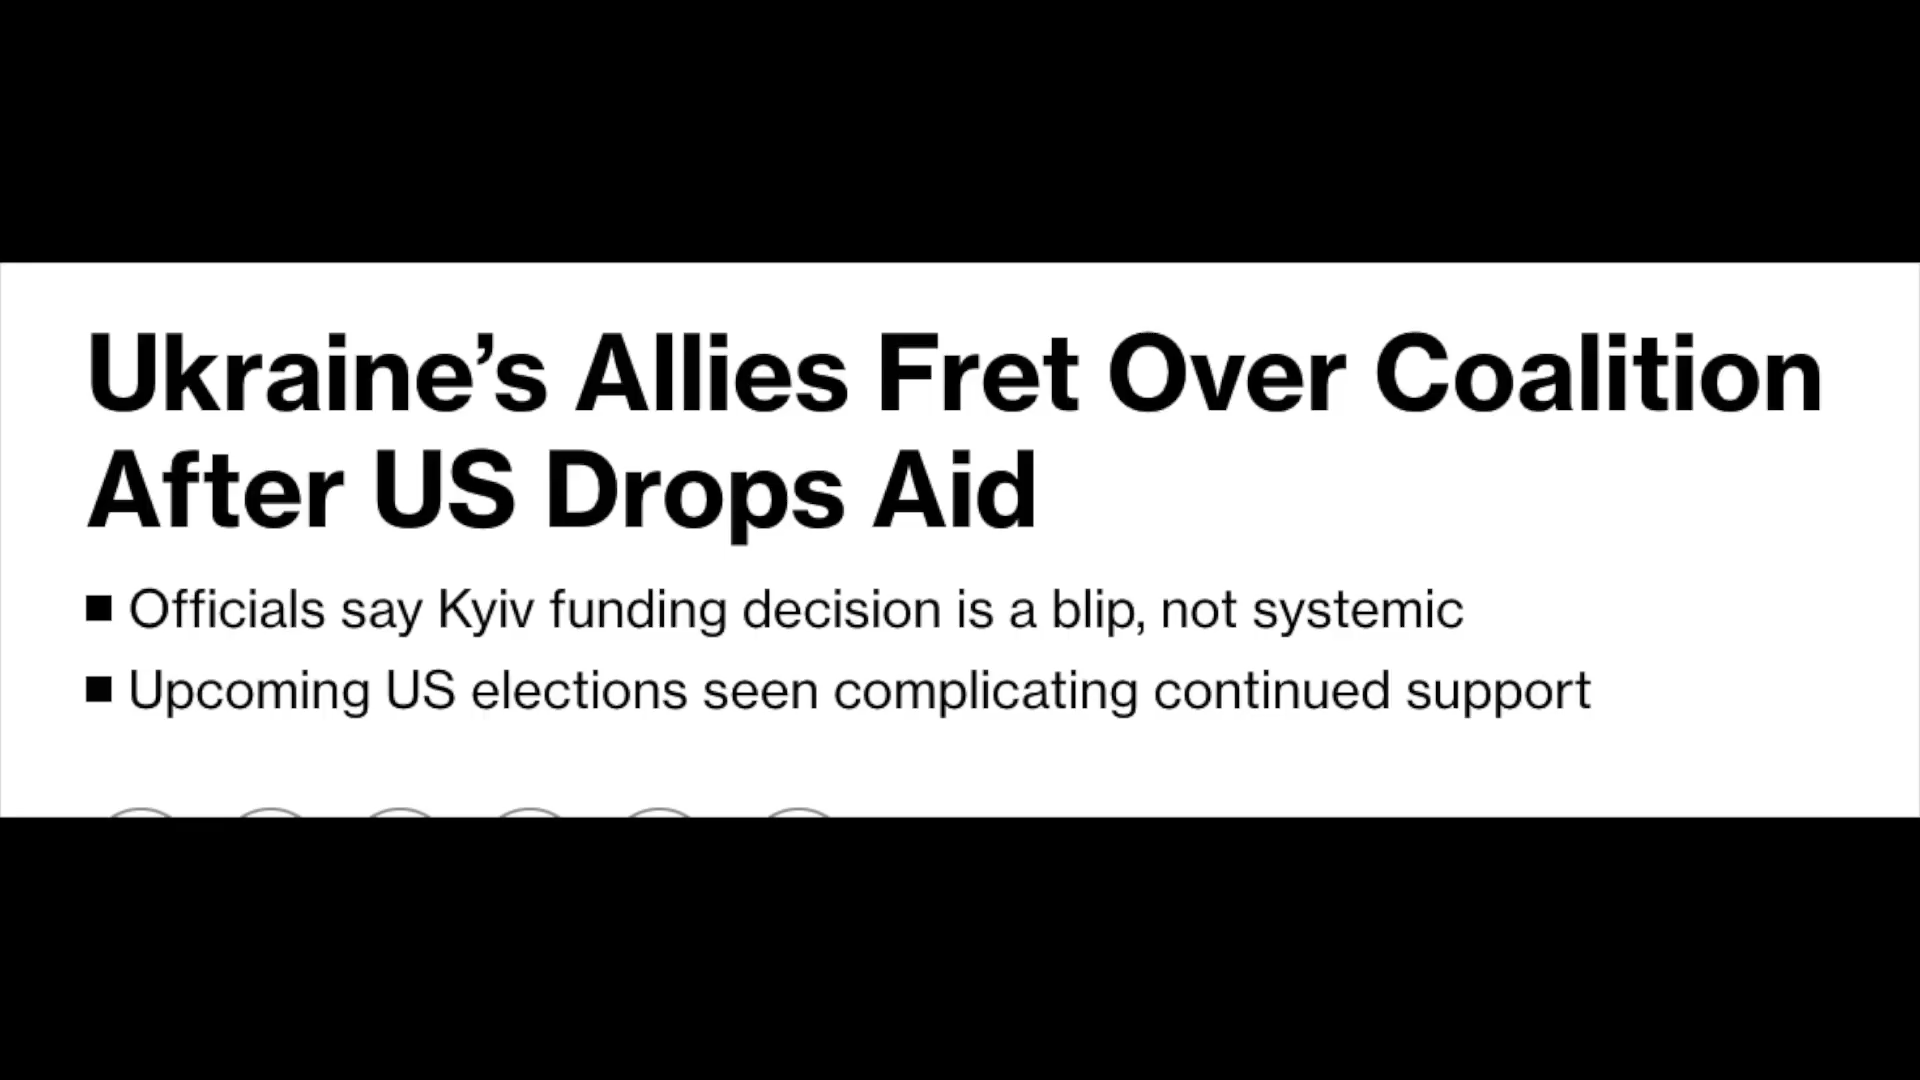 Ukraine’s Allies Fret Over Coalition
After US Drops Aid
■ Officials say Kyiv funding decision is a blip, not systemic
■ Upcoming US elections seen complicating continued support